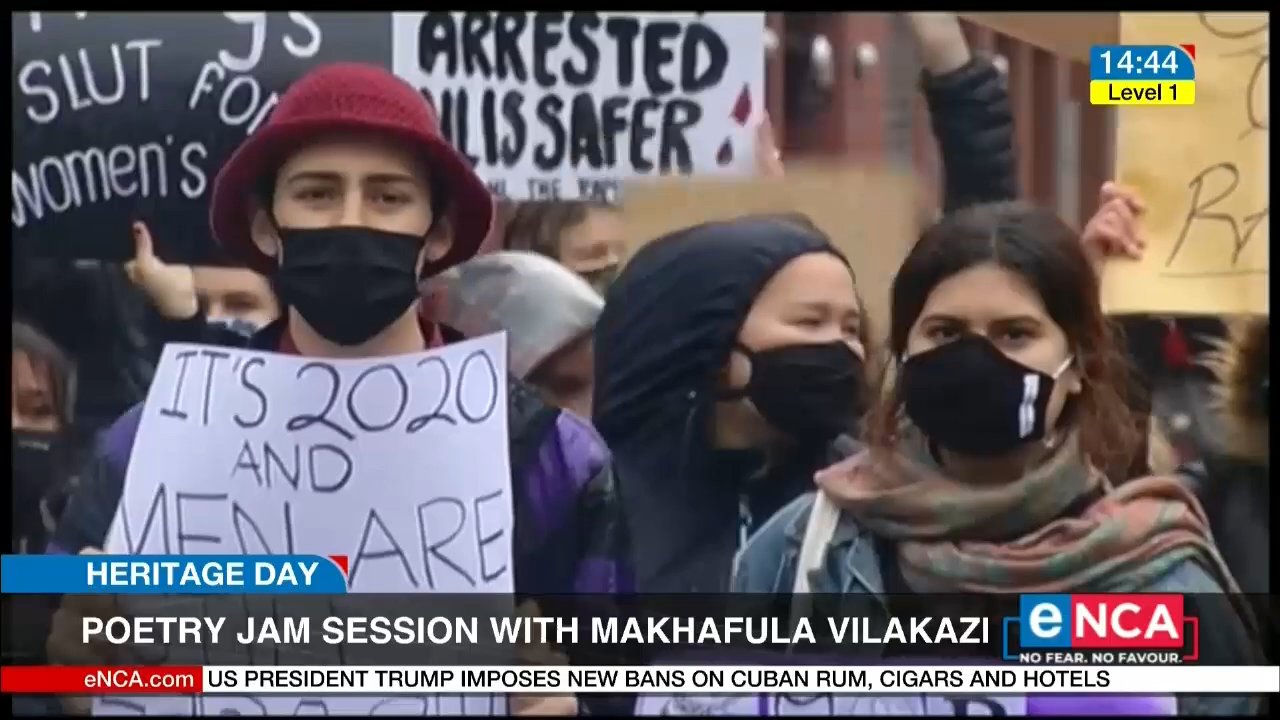 SLUT FOR
women's
ARRESTED
IS SAFER
THE
14:44
Level 1
IT'S 2020
AND
MEN ARE
HERITAGE DAY
POETRY JAM SESSION WITH MAKHAFULA VILAKAZI
eNCA
NO FEAR. NO FAVOUR.
eNCA.com
US PRESIDENT TRUMP IMPOSES NEW BANS ON CUBAN RUM, CIGARS AND HOTELS